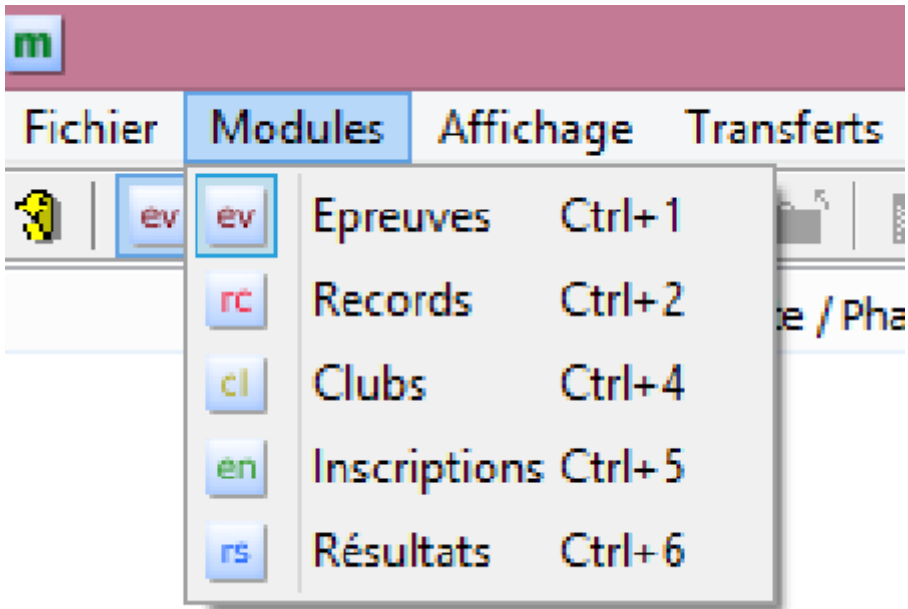 m
Fichier Modules Affichage Transferts
ev ev Epreuves Ctrl+1
rc Records Ctrl+2
/ Pha
cl Clubs Ctrl+4
en Inscriptions Ctrl+5
rs Résultats Ctrl+6